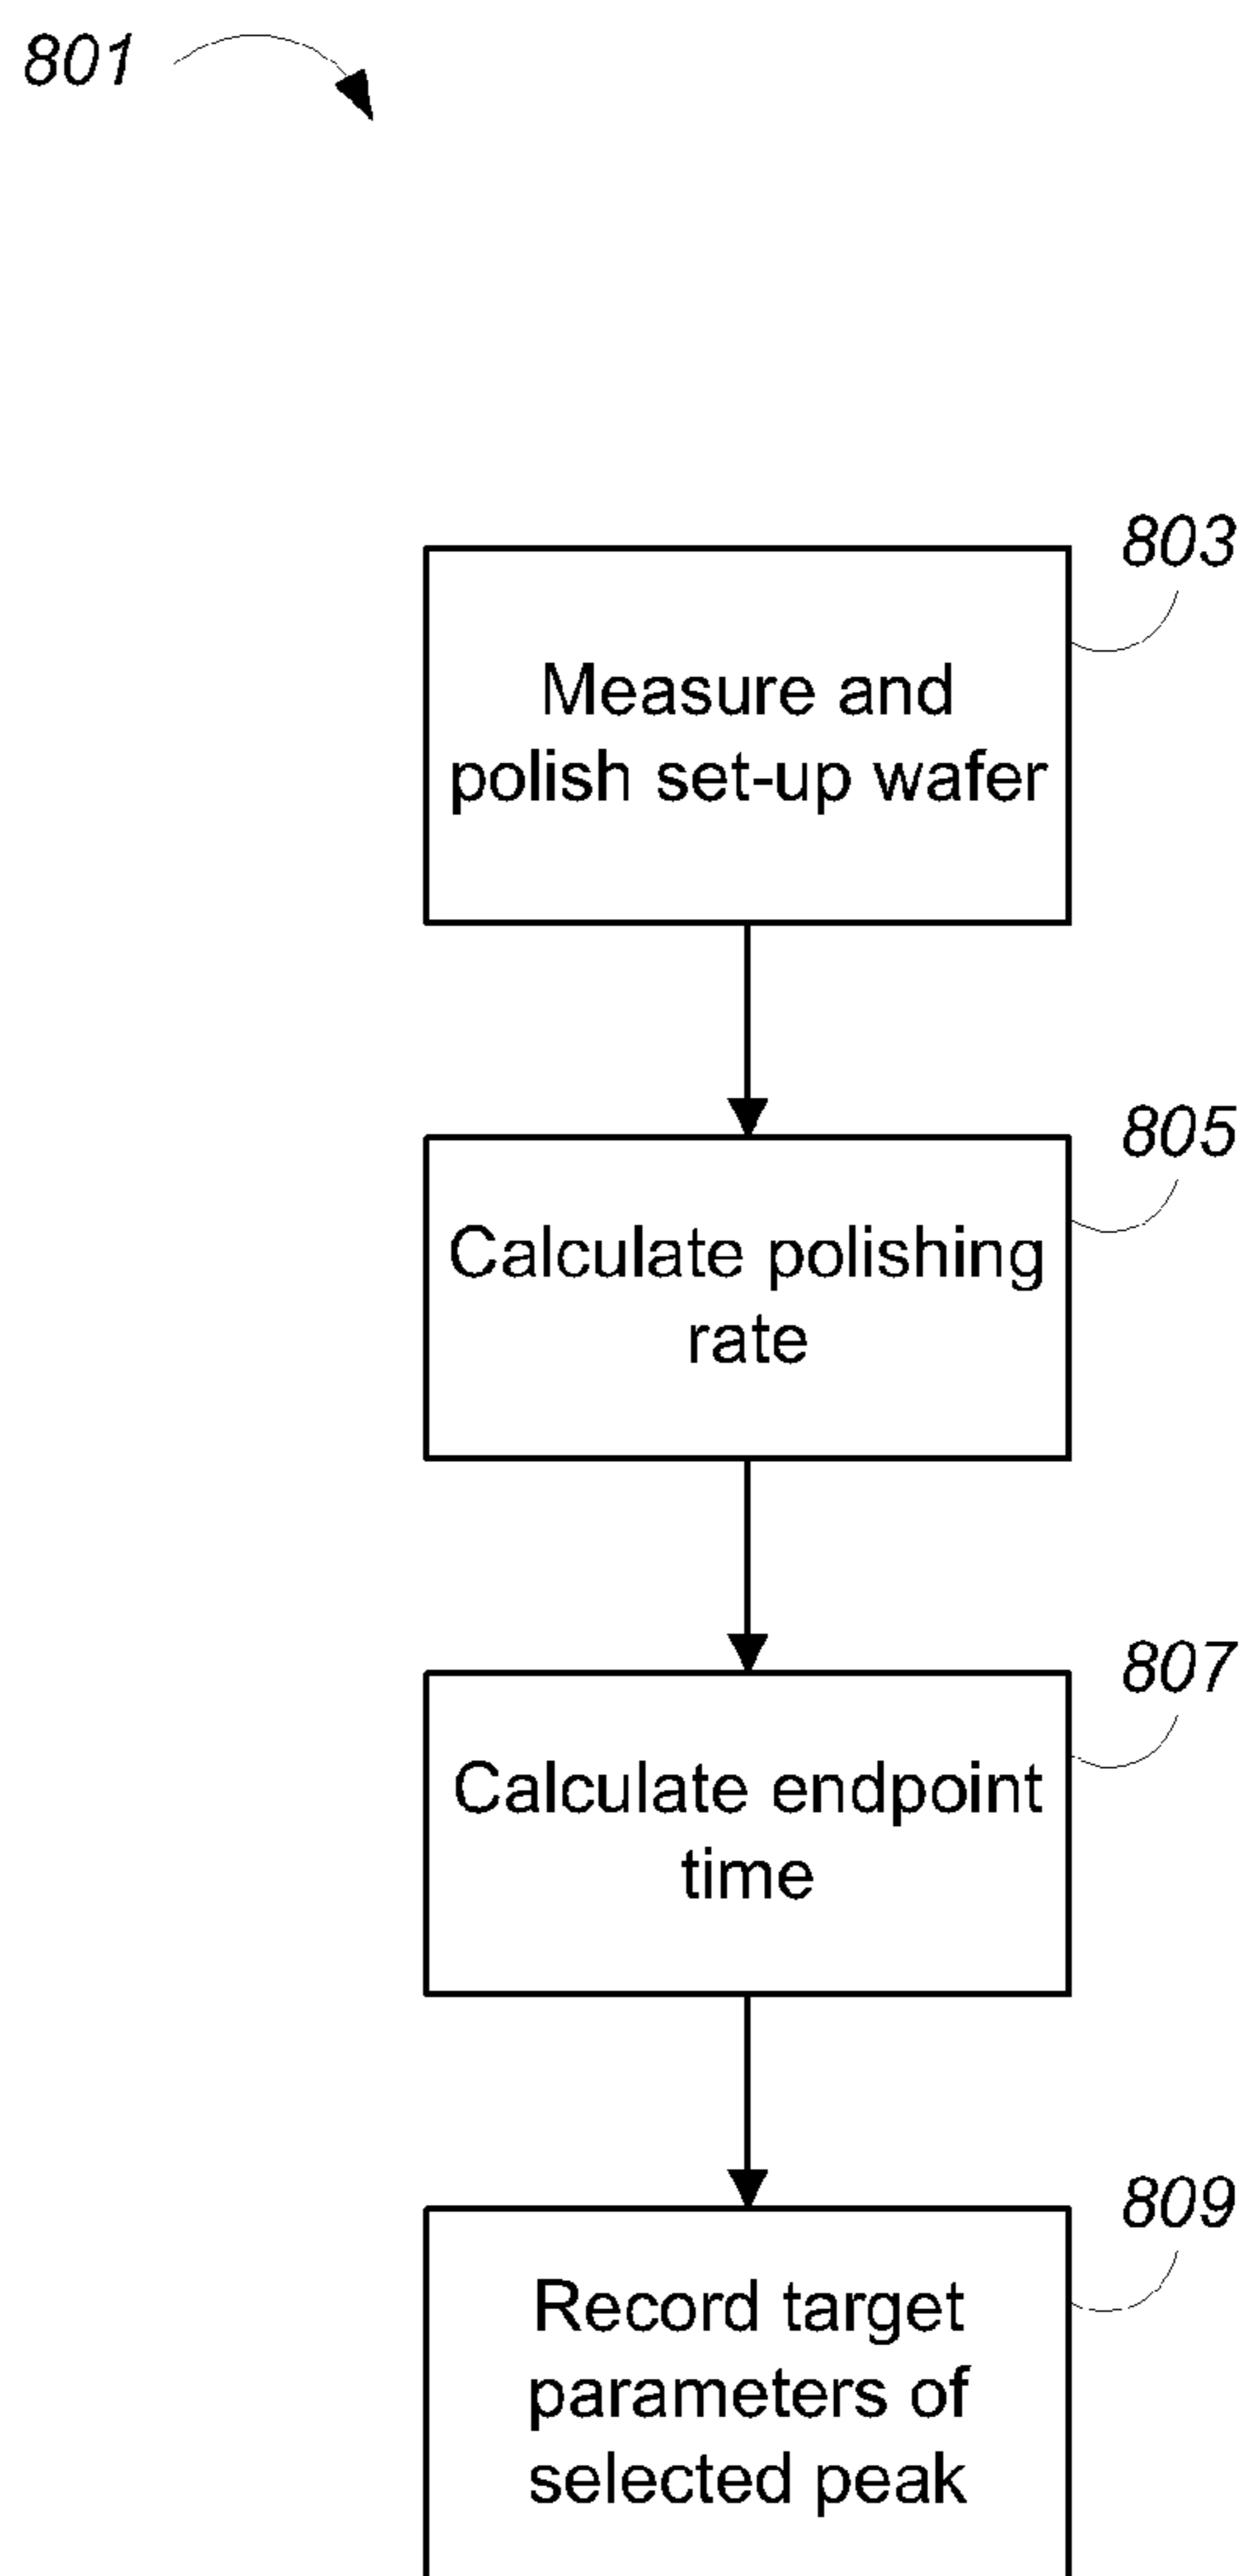 801
803
Measure and
polish set-up wafer
805
Calculate polishing
rate
807
Calculate endpoint
time
809
Record target
parameters of
selected peak